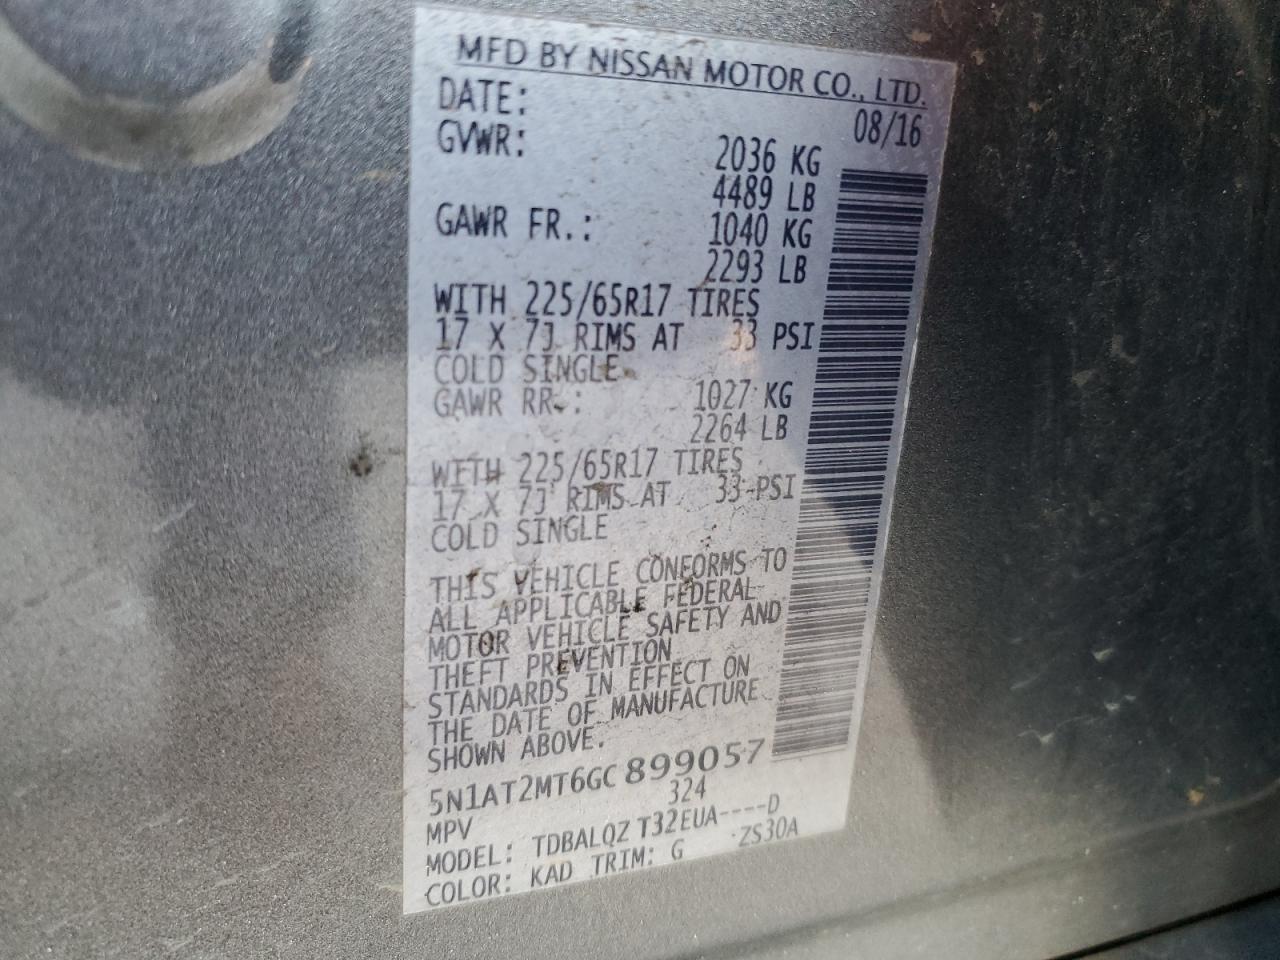 MFD BY NISSAN MOTOR CO., LTD.
DATE: 08/16
GVWR: 2036 KG
4489 LB
GAWR FR.: 1040 KG
2293 LB
WITH 225/65R17 TIRES
17 X 7J RIMS AT 33 PSI
COLD SINGLE
GAWR RR.: 1027 KG
2264 LB
WITH 225/65R17 TIRES
17 X 7J RIMS AT 33 PSI
COLD SINGLE
THIS VEHICLE CONFORMS TO
ALL APPLICABLE FEDERAL
MOTOR VEHICLE SAFETY AND
THEFT PREVENTION
STANDARDS IN EFFECT ON
THE DATE OF MANUFACTURE
SHOWN ABOVE.
5N1AT2MT6GC899057
MPV 324
MODEL: TDBALQZ T32EUA----D
COLOR: KAD TRIM: G ZS30A